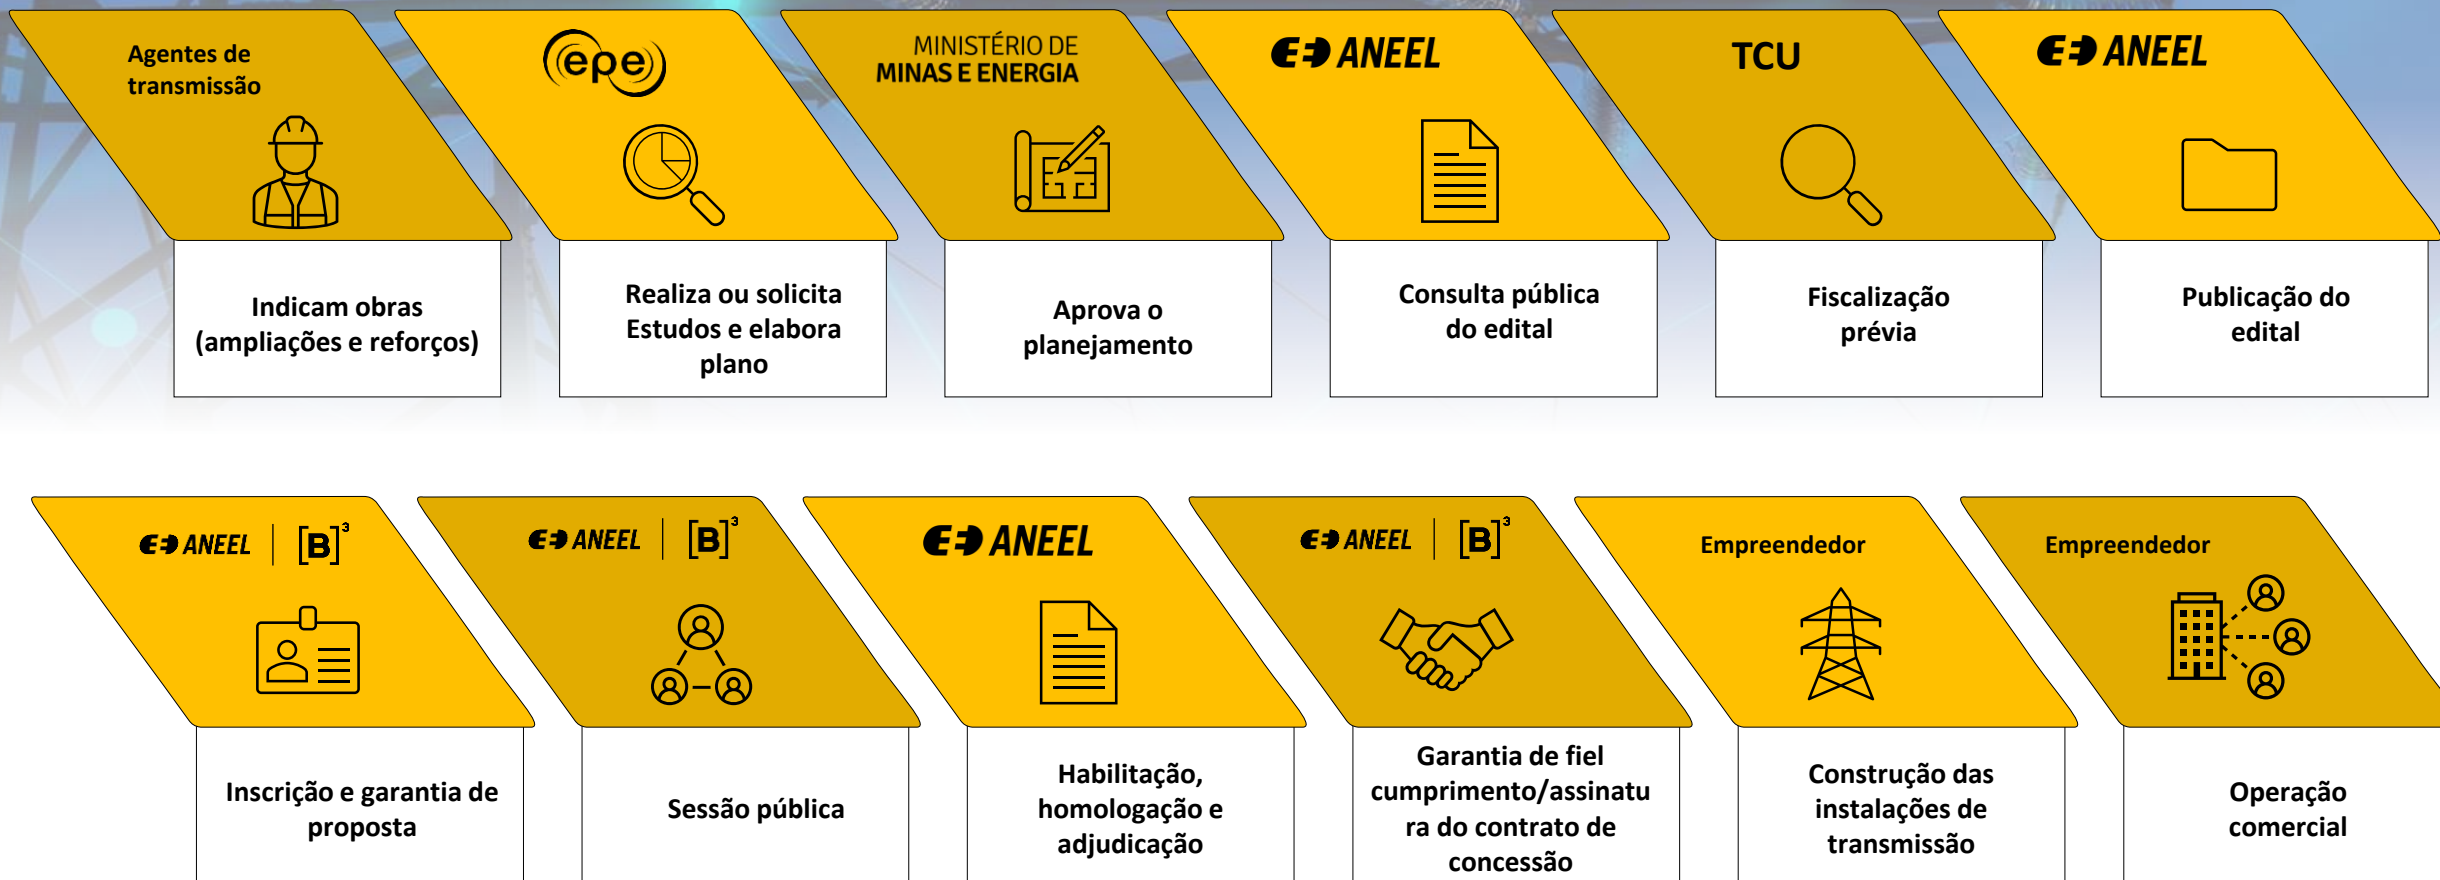 Agentes de
transmissão
epe
MINISTÉRIO DE
MINAS E ENERGIA
ANEEL
TCU
ANEEL
Indicam obras
(ampliações e reforços)
Realiza ou solicita
Estudos e elabora
plano
Aprova o
planejamento
Consulta pública
do edital
Fiscalização
prévia
Publicação do
edital
ANEEL [B]³
ANEEL [B]³
ANEEL
ANEEL [B]³
Empreendedor
Empreendedor
Inscrição e garantia de
proposta
Sessão pública
Habilitação,
homologação e
adjudicação
Garantia de fiel
cumprimento/assinatu
ra do contrato de
concessão
Construção das
instalações de
transmissão
Operação
comercial